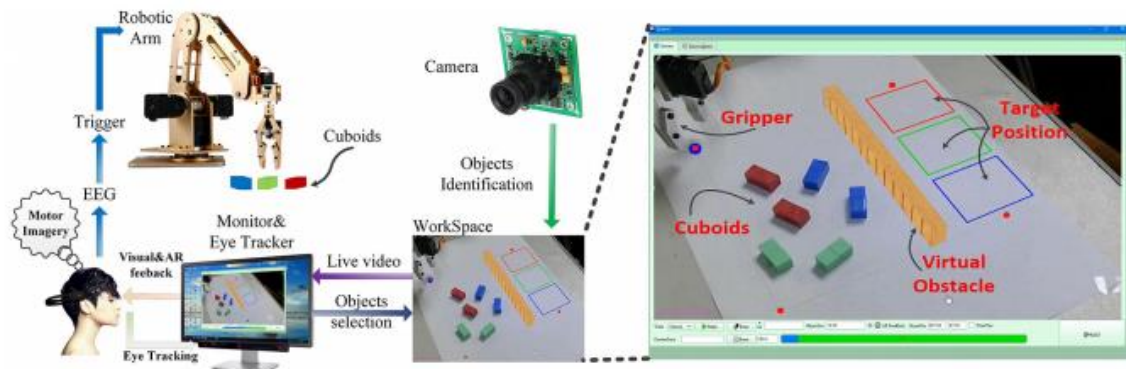 Robotic
Arm
Camera
Trigger
Cuboids
Objects
Identification
EEG
Motor
Imagery
Monitor&
Eye Tracker
WorkSpace
Visual&AR
feeback
Live video
Objects
selection
Eye Tracking
Gripper
Target
Position
Cuboids
Virtual
Obstacle